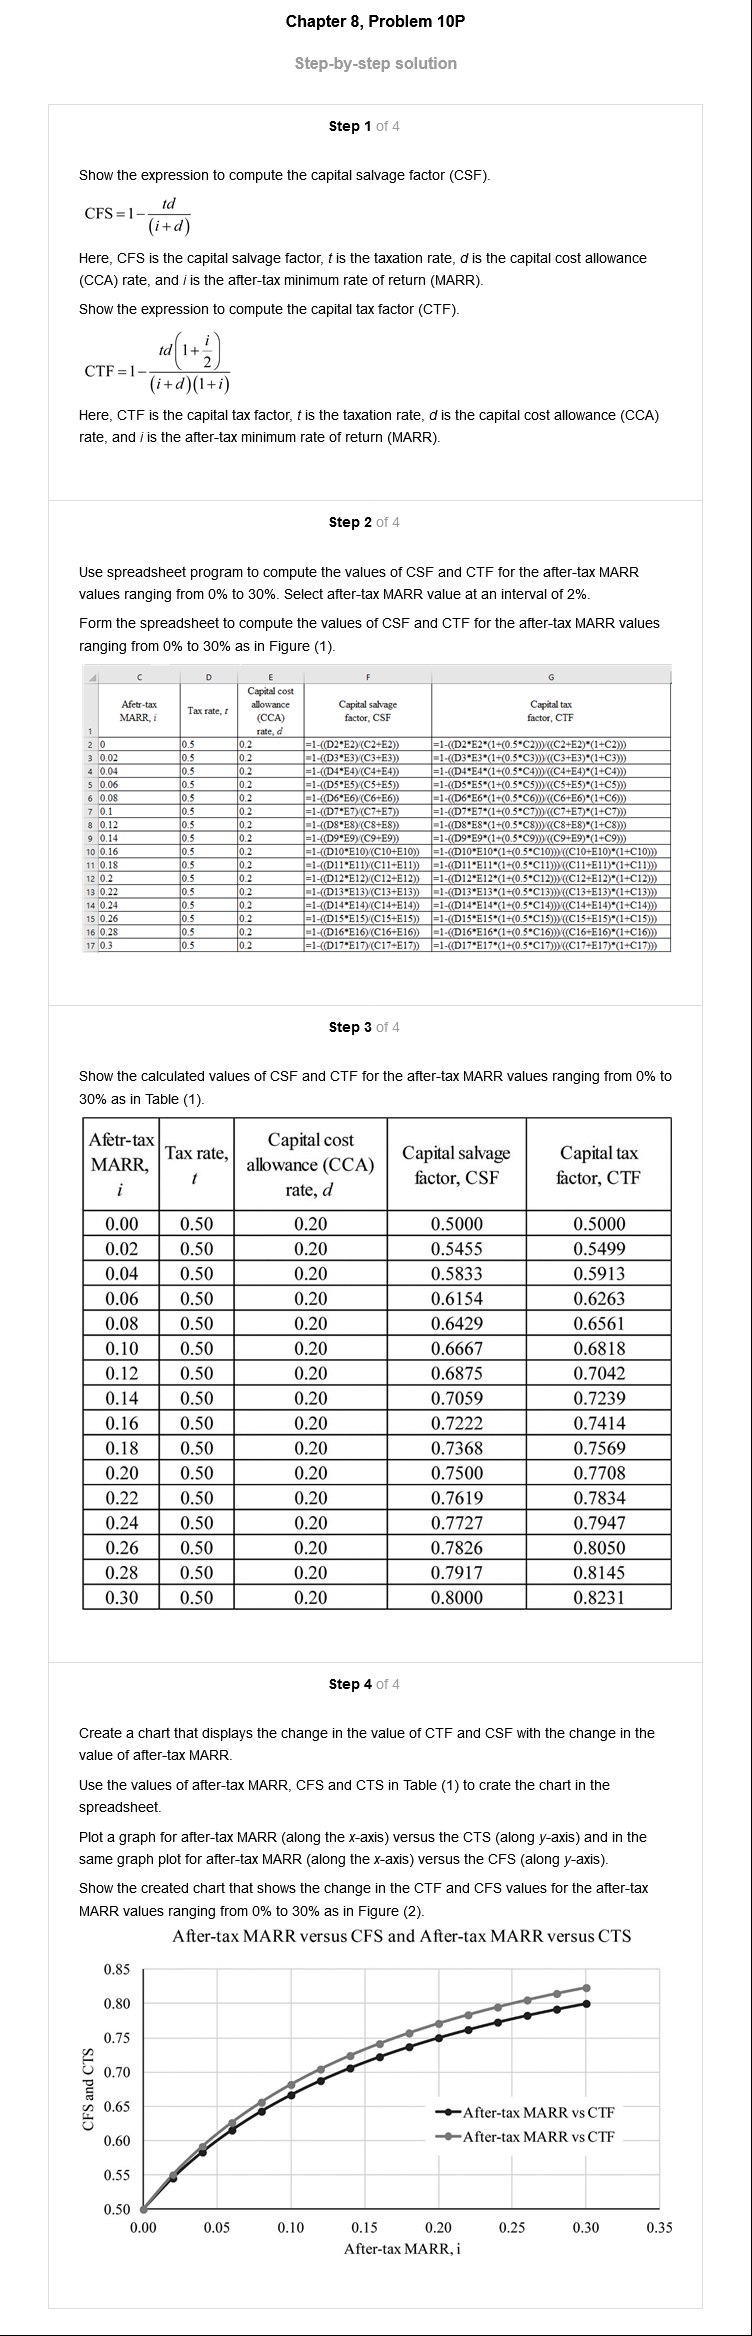 Chapter 8, Problem 10P
Step-by-step solution
Step 1 of 4
Show the expression to compute the capital salvage factor (CSF).
CFS = 1 − td / (i + d)
Here, CFS is the capital salvage factor, t is the taxation rate, d is the capital cost allowance
(CCA) rate, and i is the after-tax minimum rate of return (MARR).
Show the expression to compute the capital tax factor (CTF).
CTF = 1 − td(1 + i/2) / (i + d)(1 + i)
Here, CTF is the capital tax factor, t is the taxation rate, d is the capital cost allowance (CCA)
rate, and i is the after-tax minimum rate of return (MARR).
Step 2 of 4
Use spreadsheet program to compute the values of CSF and CTF for the after-tax MARR
values ranging from 0% to 30%. Select after-tax MARR value at an interval of 2%.
Form the spreadsheet to compute the values of CSF and CTF for the after-tax MARR values
ranging from 0% to 30% as in Figure (1).
C D E F G
1 Afetr-tax MARR, i Tax rate, t Capital cost allowance (CCA) rate, d Capital salvage factor, CSF Capital tax factor, CTF
2 0 0.5 0.2 =1-((D2*E2)/(C2+E2)) =1-((D2*E2*(1+(0.5*C2)))/((C2+E2)*(1+C2)))
3 0.02 0.5 0.2 =1-((D3*E3)/(C3+E3)) =1-((D3*E3*(1+(0.5*C3)))/((C3+E3)*(1+C3)))
4 0.04 0.5 0.2 =1-((D4*E4)/(C4+E4)) =1-((D4*E4*(1+(0.5*C4)))/((C4+E4)*(1+C4)))
5 0.06 0.5 0.2 =1-((D5*E5)/(C5+E5)) =1-((D5*E5*(1+(0.5*C5)))/((C5+E5)*(1+C5)))
6 0.08 0.5 0.2 =1-((D6*E6)/(C6+E6)) =1-((D6*E6*(1+(0.5*C6)))/((C6+E6)*(1+C6)))
7 0.1 0.5 0.2 =1-((D7*E7)/(C7+E7)) =1-((D7*E7*(1+(0.5*C7)))/((C7+E7)*(1+C7)))
8 0.12 0.5 0.2 =1-((D8*E8)/(C8+E8)) =1-((D8*E8*(1+(0.5*C8)))/((C8+E8)*(1+C8)))
9 0.14 0.5 0.2 =1-((D9*E9)/(C9+E9)) =1-((D9*E9*(1+(0.5*C9)))/((C9+E9)*(1+C9)))
10 0.16 0.5 0.2 =1-((D10*E10)/(C10+E10)) =1-((D10*E10*(1+(0.5*C10)))/((C10+E10)*(1+C10)))
11 0.18 0.5 0.2 =1-((D11*E11)/(C11+E11)) =1-((D11*E11*(1+(0.5*C11)))/((C11+E11)*(1+C11)))
12 0.2 0.5 0.2 =1-((D12*E12)/(C12+E12)) =1-((D12*E12*(1+(0.5*C12)))/((C12+E12)*(1+C12)))
13 0.22 0.5 0.2 =1-((D13*E13)/(C13+E13)) =1-((D13*E13*(1+(0.5*C13)))/((C13+E13)*(1+C13)))
14 0.24 0.5 0.2 =1-((D14*E14)/(C14+E14)) =1-((D14*E14*(1+(0.5*C14)))/((C14+E14)*(1+C14)))
15 0.26 0.5 0.2 =1-((D15*E15)/(C15+E15)) =1-((D15*E15*(1+(0.5*C15)))/((C15+E15)*(1+C15)))
16 0.28 0.5 0.2 =1-((D16*E16)/(C16+E16)) =1-((D16*E16*(1+(0.5*C16)))/((C16+E16)*(1+C16)))
17 0.3 0.5 0.2 =1-((D17*E17)/(C17+E17)) =1-((D17*E17*(1+(0.5*C17)))/((C17+E17)*(1+C17)))
Step 3 of 4
Show the calculated values of CSF and CTF for the after-tax MARR values ranging from 0% to
30% as in Table (1).
Afetr-tax MARR, i Tax rate, t Capital cost allowance (CCA) rate, d Capital salvage factor, CSF Capital tax factor, CTF
0.00 0.50 0.20 0.5000 0.5000
0.02 0.50 0.20 0.5455 0.5499
0.04 0.50 0.20 0.5833 0.5913
0.06 0.50 0.20 0.6154 0.6263
0.08 0.50 0.20 0.6429 0.6561
0.10 0.50 0.20 0.6667 0.6818
0.12 0.50 0.20 0.6875 0.7042
0.14 0.50 0.20 0.7059 0.7239
0.16 0.50 0.20 0.7222 0.7414
0.18 0.50 0.20 0.7368 0.7569
0.20 0.50 0.20 0.7500 0.7708
0.22 0.50 0.20 0.7619 0.7834
0.24 0.50 0.20 0.7727 0.7947
0.26 0.50 0.20 0.7826 0.8050
0.28 0.50 0.20 0.7917 0.8145
0.30 0.50 0.20 0.8000 0.8231
Step 4 of 4
Create a chart that displays the change in the value of CTF and CSF with the change in the
value of after-tax MARR.
Use the values of after-tax MARR, CFS and CTS in Table (1) to crate the chart in the
spreadsheet.
Plot a graph for after-tax MARR (along the x-axis) versus the CTS (along y-axis) and in the
same graph plot for after-tax MARR (along the x-axis) versus the CFS (along y-axis).
Show the created chart that shows the change in the CTF and CFS values for the after-tax
MARR values ranging from 0% to 30% as in Figure (2).
After-tax MARR versus CFS and After-tax MARR versus CTS
CFS and CTS
0.85
0.80
0.75
0.70
0.65
0.60
0.55
0.50
After-tax MARR vs CTF
After-tax MARR vs CTF
0.00 0.05 0.10 0.15 0.20 0.25 0.30 0.35
After-tax MARR, i